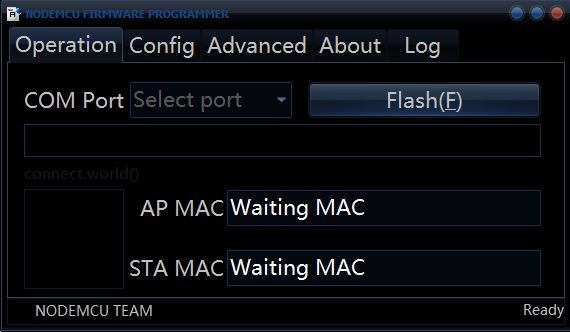 NODEMCU FIRMWARE PROGRAMMER
Operation Config Advanced About Log
COM Port Select port Flash(F)
connect.world()
AP MAC Waiting MAC
STA MAC Waiting MAC
NODEMCU TEAM Ready